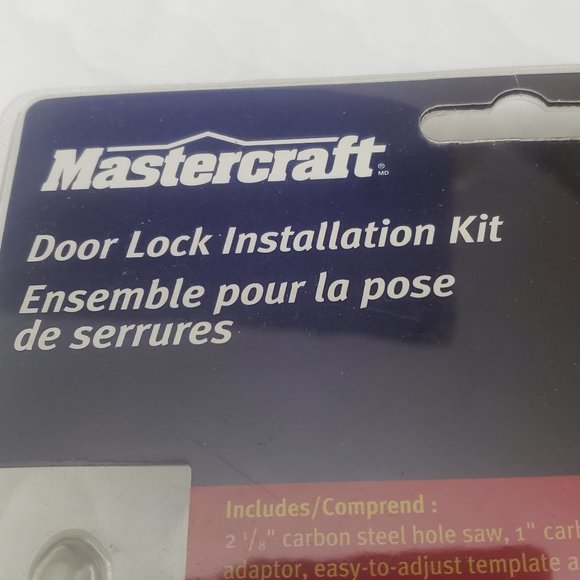 Mastercraft® MD
Door Lock Installation Kit
Ensemble pour la pose
de serrures
Includes/Comprend :
2 1/8" carbon steel hole saw, 1"
adaptor, easy-to-adjust template